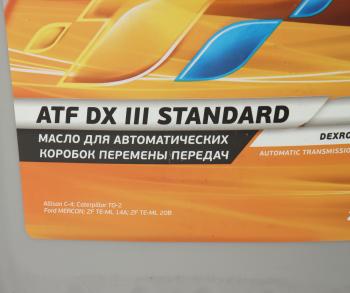 ATF DX III STANDARD
МАСЛО ДЛЯ АВТОМАТИЧЕСКИХ
КОРОБОК ПЕРЕМЕНЫ ПЕРЕДАЧ
DEXRO
AUTOMATIC TRANSMISSIO
Allison C-4; Caterpillar TO-2
Ford MERCON; ZF TE-ML 14A; ZF TE-ML 20B